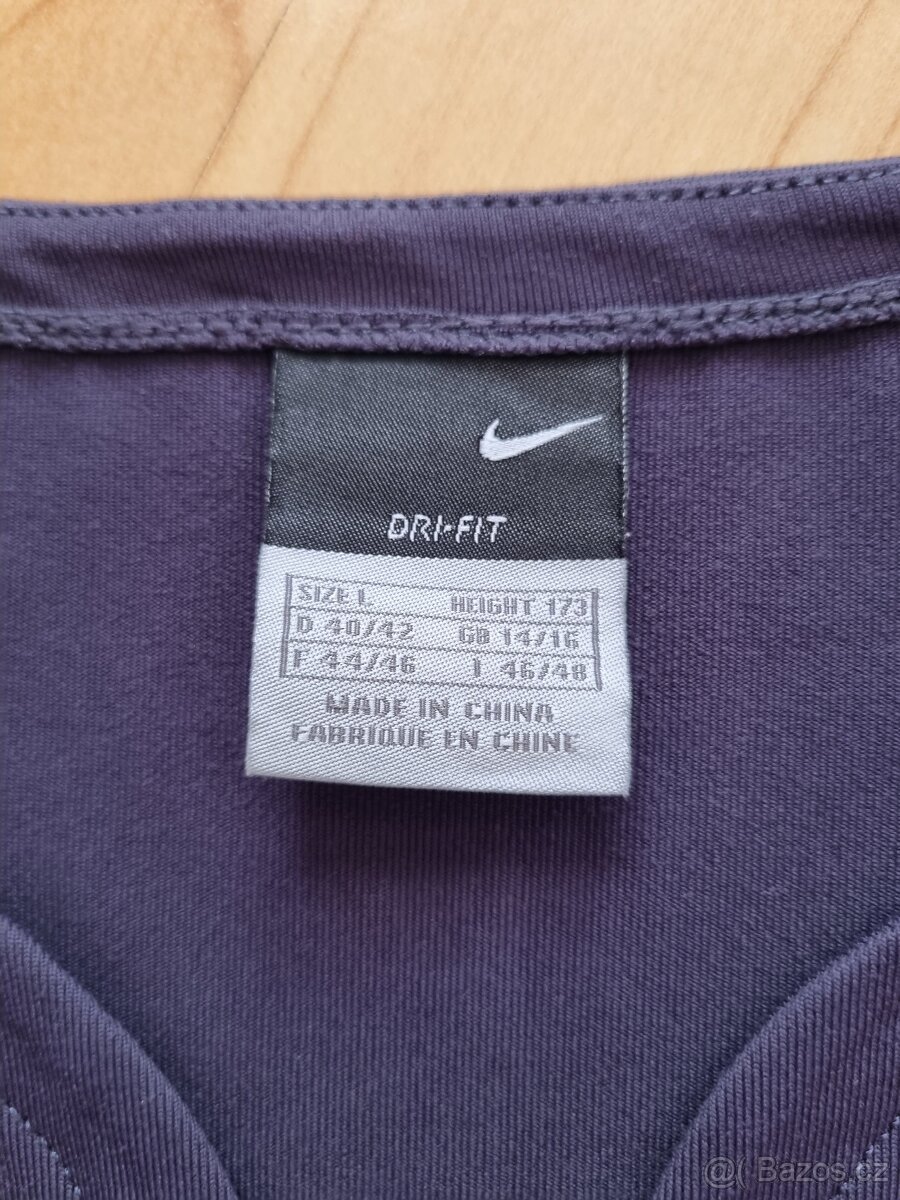 DRI-FIT
SIZE L HEIGHT 173
D 40/42 GB 14/16
F 44/46 I 46/48
MADE IN CHINA
FABRIQUE EN CHINE
@( Bazos.cz